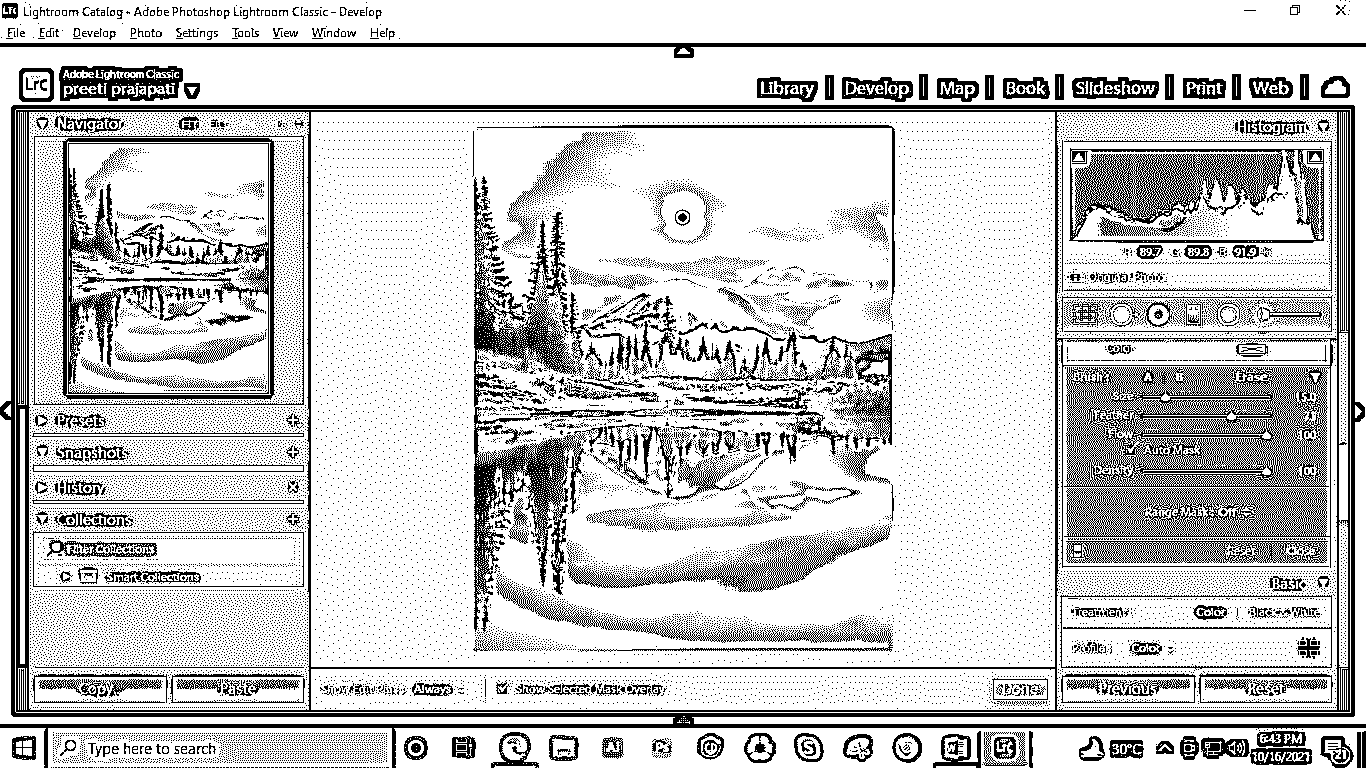 Lightroom Catalog - Adobe Photoshop Lightroom Classic - Develop
File Edit Develop Photo Settings Tools View Window Help
Lrc
Adobe Lightroom Classic
preeti prajapati
Library Develop Map Book Slideshow Print Web
Navigator FIT
Presets
Snapshots
History
Collections
Filter Collections
Smart Collections
Copy Paste
Show Edit Pins: Always
Show Selected Mask Overlay
Done
Histogram
R 89.7 G 89.8 B 91.9 %
Original Photo
Color
Brush: A Erase
Size 15.0
Feather
Flow 100
Auto Mask
Density 100
Range Mask: Off
Reset Close
Basic
Treatment: Color Black & White
Profile: Color
Previous Reset
Type here to search
30°C
6:43 PM
10/16/2021